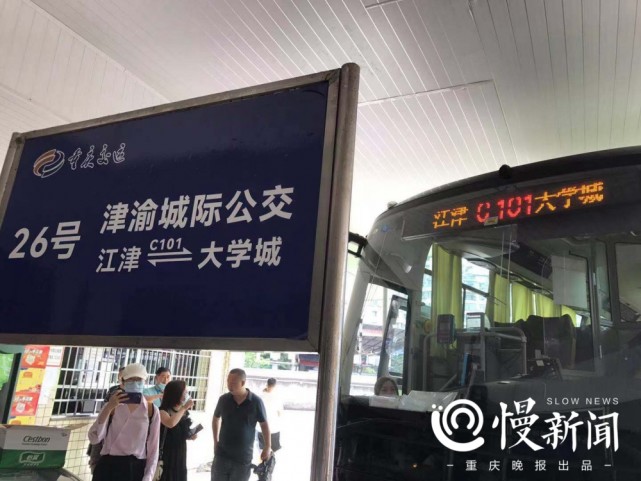 重庆交运
津渝城际公交
26号
C101
江津 大学城
江津 C101大学城
Cestbon
SLOW NEWS
慢新闻
重庆晚报出品